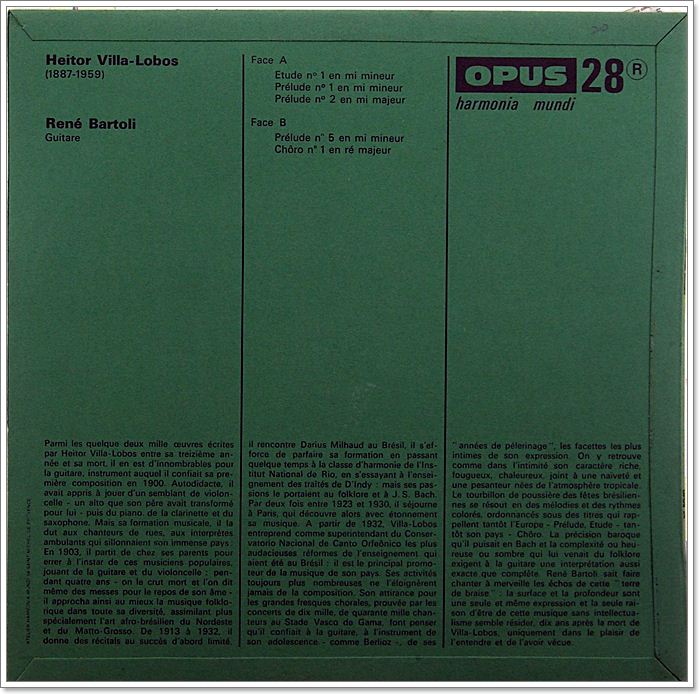 Heitor Villa-Lobos
(1887-1959)
René Bartoli
Guitare
Face A
Etude nº 1 en mi mineur
Prélude nº 1 en mi mineur
Prélude nº 2 en mi majeur
Face B
Prélude n° 5 en mi mineur
Chôro n° 1 en ré majeur
OPUS 28 R
harmonia mundi
Parmi les quelque deux mille œuvres écrites
par Heitor Villa-Lobos entre sa treizième an-
née et sa mort, il en est d'innombrables pour
la guitare, instrument auquel il confiait sa pre-
mière composition en 1900. Autodidacte, il
avait appris à jouer d'un semblant de violon-
celle - un alto que son père avait transformé
pour lui - puis du piano, de la clarinette et du
saxophone. Mais sa formation musicale, il la
dut aux chanteurs de rues, aux interprètes
ambulants qui sillonnaient son immense pays :
En 1903, il partit de chez ses parents pour
errer à l'instar de ces musiciens populaires,
jouant de la guitare et du violoncelle : pen-
dant quatre ans - on le crut mort et l'on dit
même des messes pour le repos de son âme -
il approcha ainsi au mieux la musique folklo-
rique dans toute sa diversité, assimilant plus
spécialement l'art afro-brésilien du Nordeste
et du Matto-Grosso. De 1913 à 1932, il
donne des récitals au succès d'abord limité,
il rencontre Darius Milhaud au Brésil, il s'ef-
force de parfaire sa formation en passant
quelque temps à la classe d'harmonie de l'Ins-
titut National de Rio, en s'essayant à l'ensei-
gnement des traités de D'Indy : mais ses pas-
sions le portaient au folklore et à J. S. Bach.
Par deux fois entre 1923 et 1930, il séjourne
à Paris, qui découvre alors avec étonnement
sa musique. A partir de 1932, Villa-Lobos
entreprend comme superintendant du Conser-
vatorio Nacional de Canto Orfeônico les plus
audacieuses réformes de l'enseignement qui
aient été au Brésil : il est le principal promo-
teur de la musique de son pays. Ses activités
toujours plus nombreuses ne l'éloignèrent
jamais de la composition. Son attirance pour
les grandes fresques chorales, prouvée par les
concerts de dix mille, de quarante mille chan-
teurs au Stade Vasco de Gama, font penser
qu'il confiait à la guitare, à l'instrument de
son adolescence - comme Berlioz -, de ses
"années de pélerinage", les facettes les plus
intimes de son expression. On y retrouve
comme dans l'intimité son caractère riche,
fougueux, chaleureux, joint à une naïveté et
une pesanteur nées de l'atmosphère tropicale.
Le tourbillon de poussière des fêtes brésilien-
nes se résout en des mélodies et des rythmes
colorés, ordonnancés sous des titres qui rap-
pellent tantôt l'Europe - Prélude, Etude - tan-
tôt son pays - Chôro. La précision baroque
qu'il puisait en Bach et la complexité ou heu-
reuse ou sombre qui lui venait du folklore
exigent à la guitare une interprétation aussi
exacte que complète. René Bartoli sait faire
chanter à merveille les échos de cette "terre
de braise" : la surface et la profondeur sont
une seule et même expression et la seule rai-
son d'être de cette musique sans intellectua-
lisme semble résider, dix ans après la mort de
Villa-Lobos, uniquement dans le plaisir de
l'entendre et de l'avoir vécue.